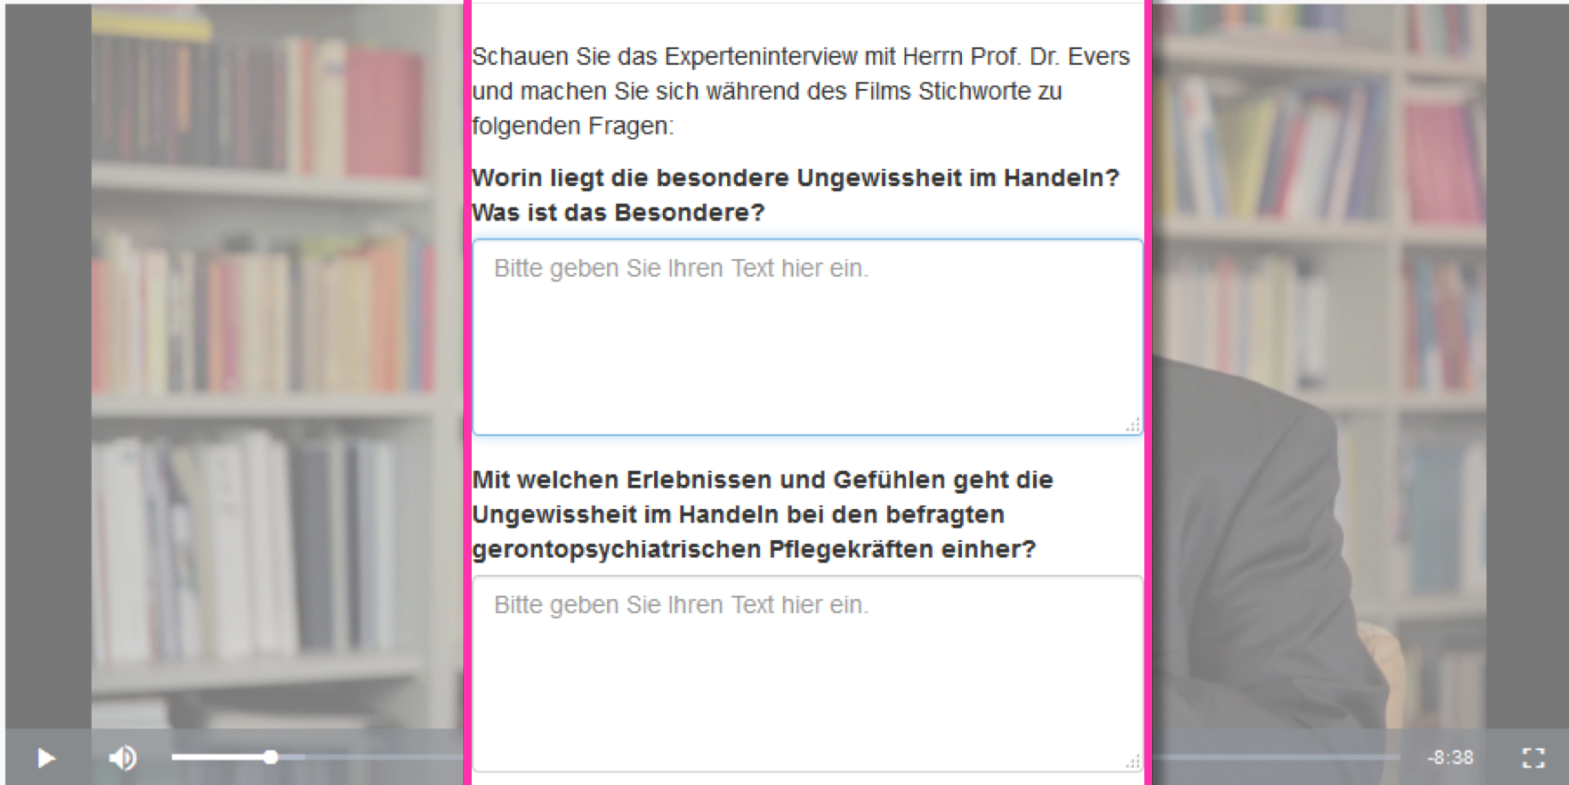 Schauen Sie das Experteninterview mit Herrn Prof. Dr. Evers
und machen Sie sich während des Films Stichworte zu
folgenden Fragen:
Worin liegt die besondere Ungewissheit im Handeln?
Was ist das Besondere?
Bitte geben Sie Ihren Text hier ein.
Mit welchen Erlebnissen und Gefühlen geht die
Ungewissheit im Handeln bei den befragten
gerontopsychiatrischen Pflegekräften einher?
Bitte geben Sie Ihren Text hier ein.
-8:38